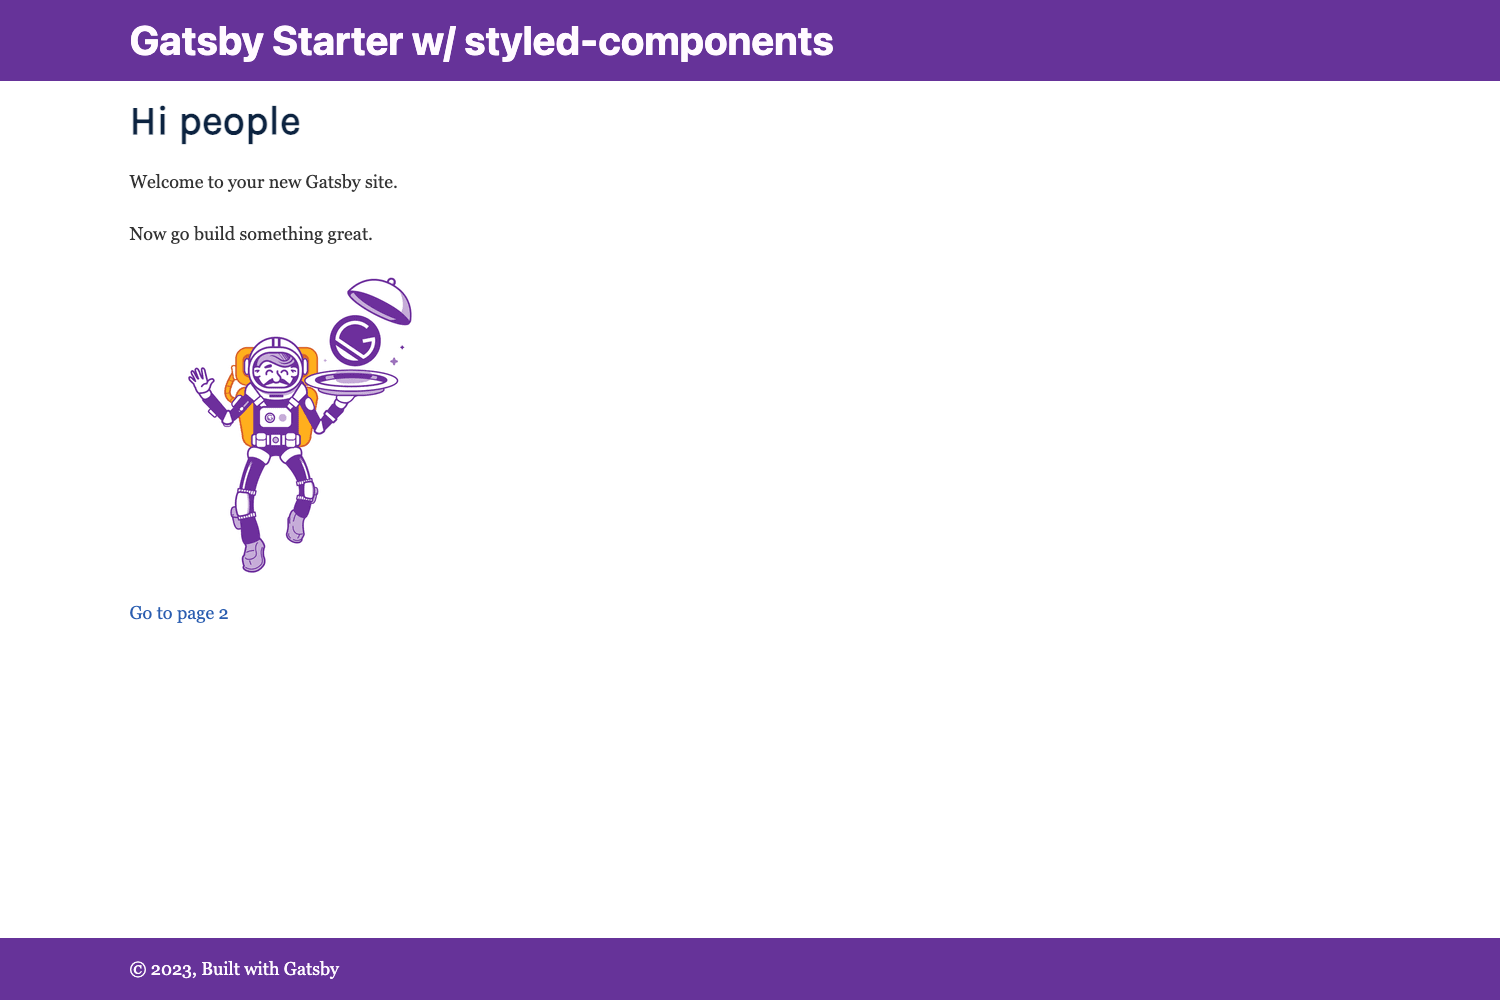 Gatsby Starter w/ styled-components
Hi people
Welcome to your new Gatsby site.
Now go build something great.
Go to page 2
© 2023, Built with Gatsby